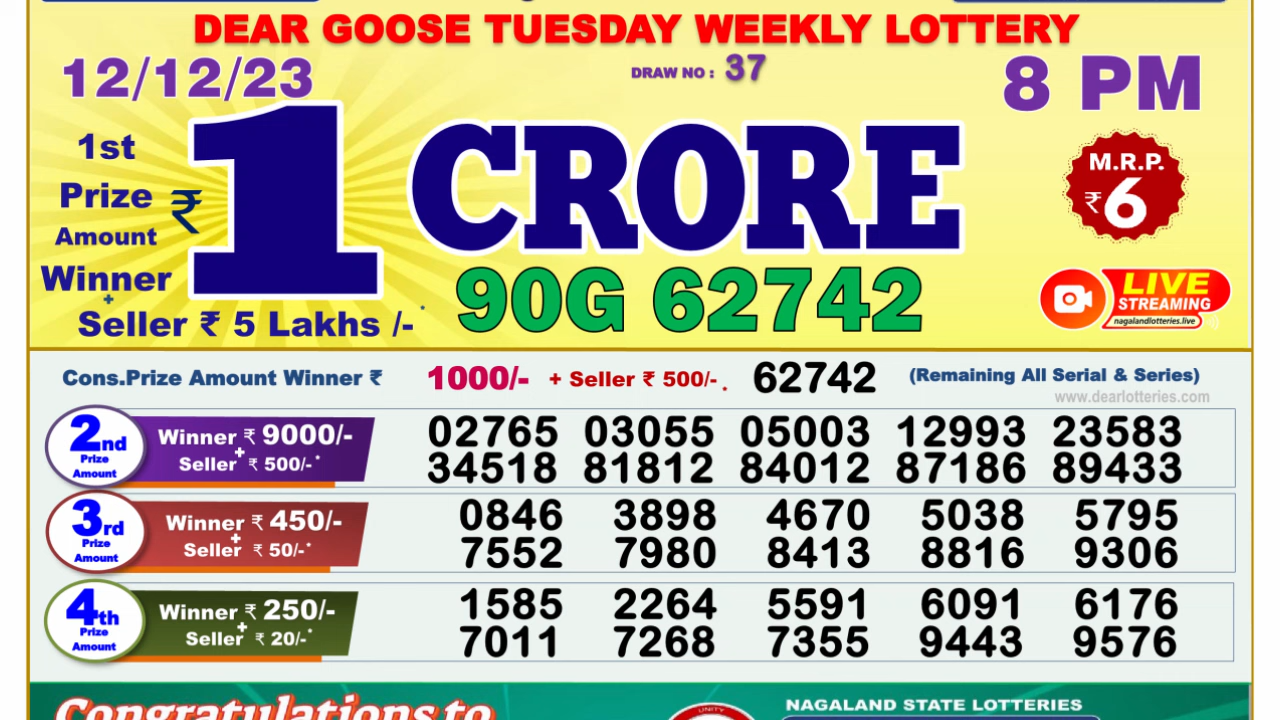 DEAR GOOSE TUESDAY WEEKLY LOTTERY
12/12/23
DRAW NO : 37
8 PM
1st
Prize
Amount
Winner
+
Seller ₹ 5 Lakhs /-*
₹ 1 CRORE
90G 62742
M.R.P.
₹6
LIVE
STREAMING
nagalandlotteries.live
Cons.Prize Amount Winner ₹ 1000/- + Seller ₹ 500/-. 62742 (Remaining All Serial & Series)
www.dearlotteries.com
2nd
Prize
Amount
Winner ₹ 9000/-
+
Seller ₹ 500/-*
02765 03055 05003 12993 23583
34518 81812 84012 87186 89433
3rd
Prize
Amount
Winner ₹ 450/-
+
Seller ₹ 50/-*
0846 3898 4670 5038 5795
7552 7980 8413 8816 9306
4th
Prize
Amount
Winner ₹ 250/-
+
Seller ₹ 20/-*
1585 2264 5591 6091 6176
7011 7268 7355 9443 9576
Congratulations to
UNITY
NAGALAND STATE LOTTERIES